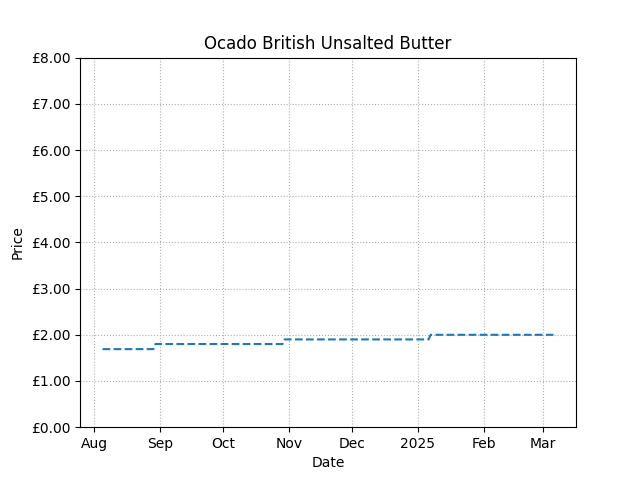 Ocado British Unsalted Butter
£8.00
£7.00
£6.00
£5.00
£4.00
£3.00
£2.00
£1.00
£0.00
Price
Aug Sep Oct Nov Dec 2025 Feb Mar
Date